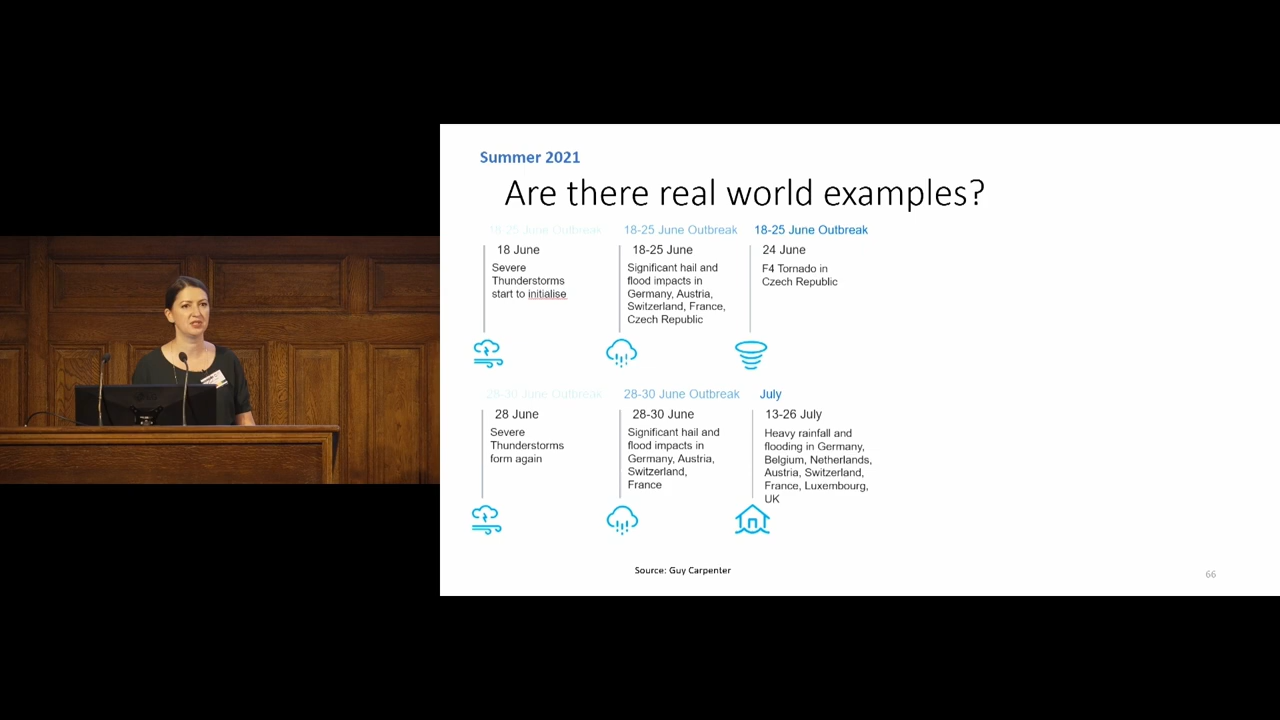 Summer 2021
Are there real world examples?
18-25 June Outbreak
18 June
Severe
Thunderstorms
start to initialise
18-25 June Outbreak
18-25 June
Significant hail and
flood impacts in
Germany, Austria,
Switzerland, France,
Czech Republic
18-25 June Outbreak
24 June
F4 Tornado in
Czech Republic
28-30 June Outbreak
28 June
Severe
Thunderstorms
form again
28-30 June Outbreak
28-30 June
Significant hail and
flood impacts in
Germany, Austria,
Switzerland,
France
July
13-26 July
Heavy rainfall and
flooding in Germany,
Belgium, Netherlands,
Austria, Switzerland,
France, Luxembourg,
UK
Source: Guy Carpenter
66